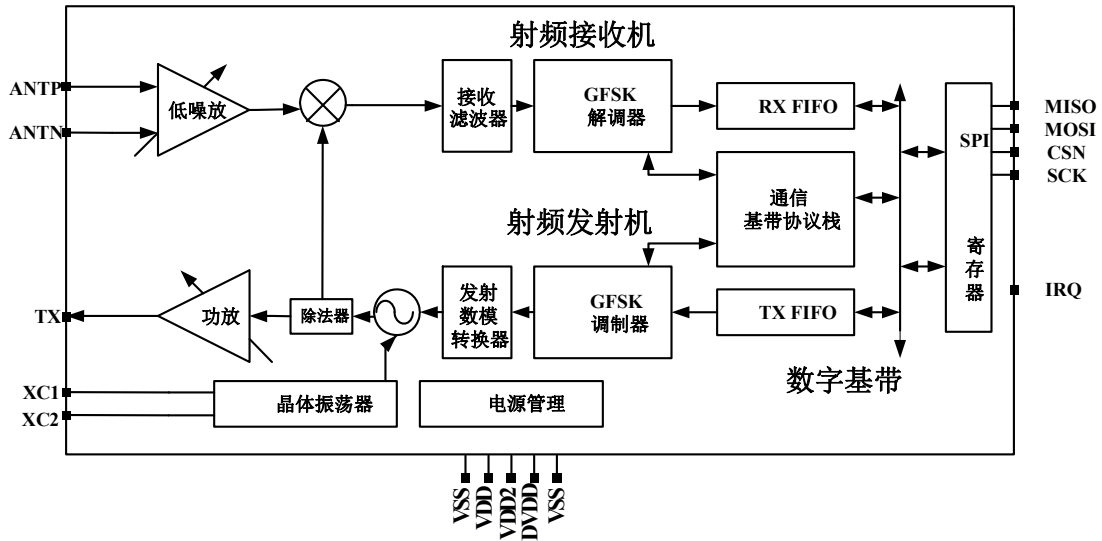 射频接收机
ANTP
ANTN
低噪放
接收
滤波器
GFSK
解调器
RX FIFO
SPI
MISO
MOSI
CSN
SCK
通信
基带协议栈
射频发射机
寄
存
器
IRQ
TX
功放
除法器
发射
数模
转换器
GFSK
调制器
TX FIFO
数字基带
XC1
XC2
晶体振荡器
电源管理
VSS
VDD
VDD2
DVDD
VSS